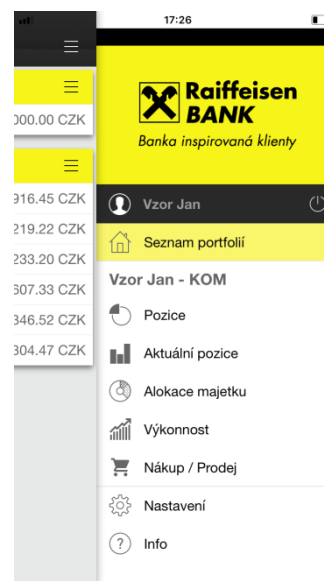 17:26
Raiffeisen
BANK
Banka inspirovaná klienty
000.00 CZK
916.45 CZK
219.22 CZK
233.20 CZK
607.33 CZK
346.52 CZK
304.47 CZK
Vzor Jan
Seznam portfolií
Vzor Jan - KOM
Pozice
Aktuální pozice
Alokace majetku
Výkonnost
Nákup / Prodej
Nastavení
Info